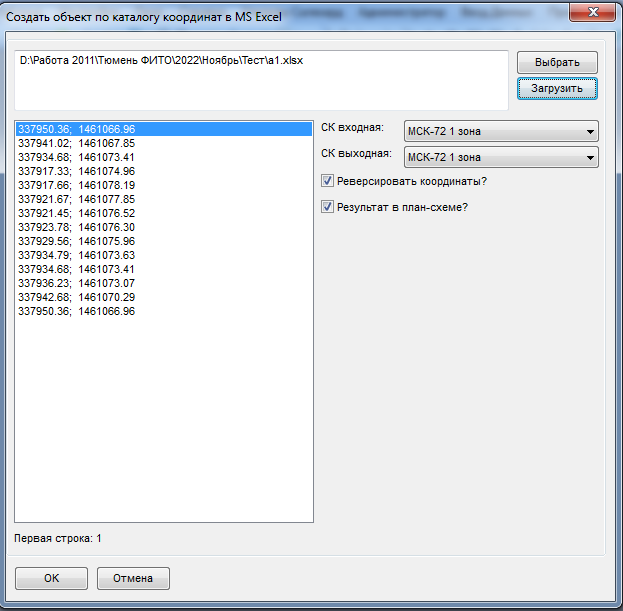 Создать объект по каталогу координат в MS Excel
D:\Работа 2011\Тюмень ФИТО\2022\Ноябрь\Тест\a1.xlsx
Выбрать
Загрузить
337950.36; 1461066.96
337941.02; 1461067.85
337934.68; 1461073.41
337917.33; 1461074.96
337917.66; 1461078.19
337921.67; 1461077.85
337921.45; 1461076.52
337923.78; 1461076.30
337929.56; 1461075.96
337934.79; 1461073.63
337934.68; 1461073.41
337936.23; 1461073.07
337942.68; 1461070.29
337950.36; 1461066.96
СК входная: МСК-72 1 зона
СК выходная: МСК-72 1 зона
Реверсировать координаты?
Результат в план-схеме?
Первая строка: 1
OK
Отмена